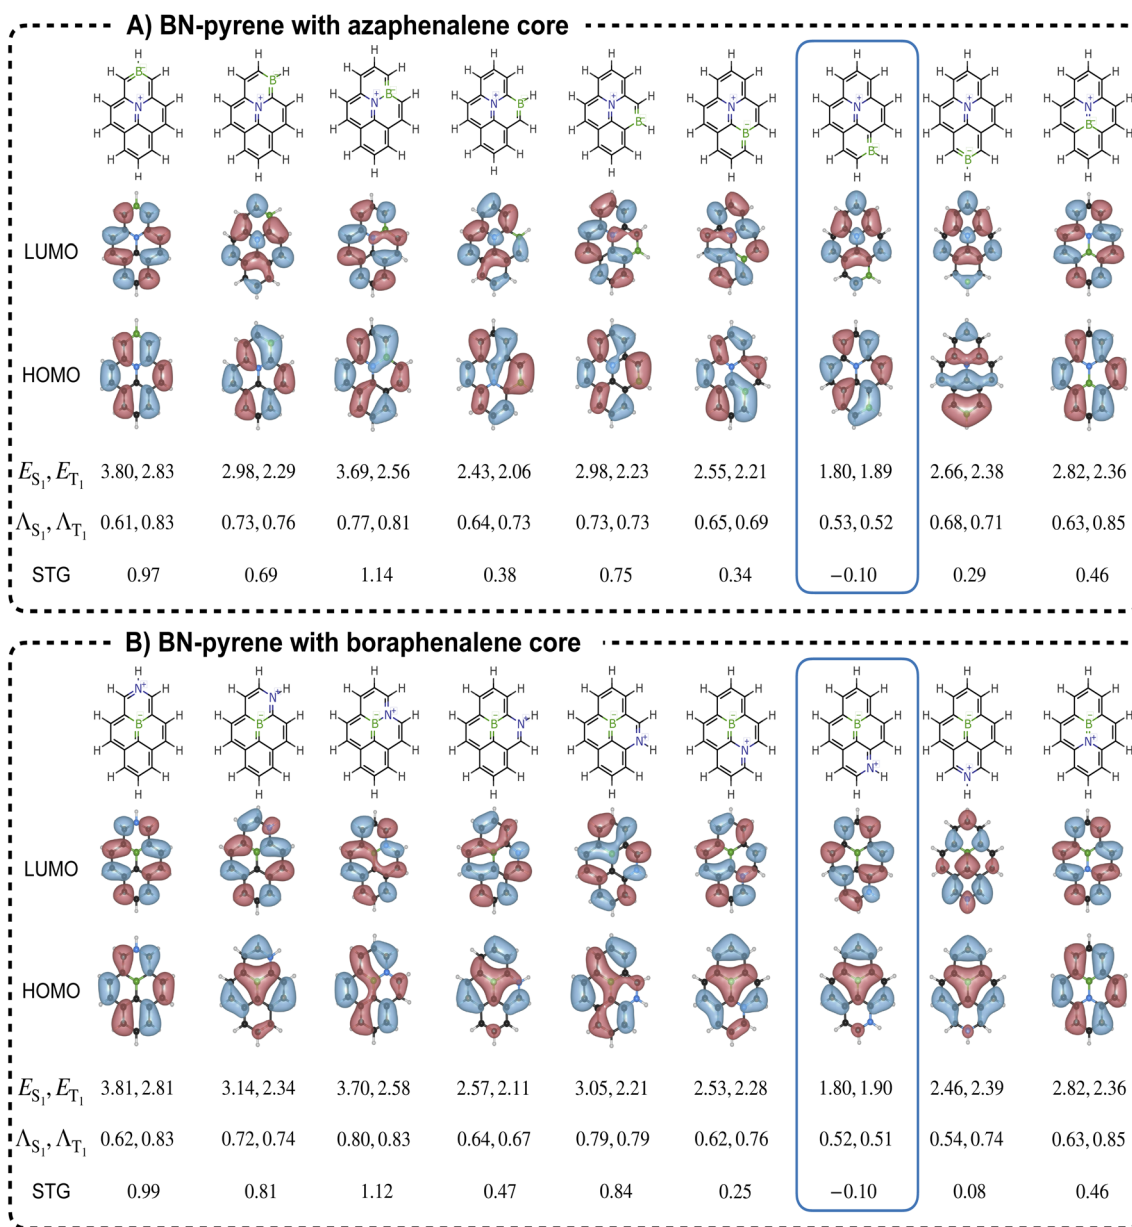 A) BN-pyrene with azaphenalene core
LUMO
HOMO
E_S₁, E_T₁ 3.80, 2.83 2.98, 2.29 3.69, 2.56 2.43, 2.06 2.98, 2.23 2.55, 2.21 1.80, 1.89 2.66, 2.38 2.82, 2.36
Λ_S₁, Λ_T₁ 0.61, 0.83 0.73, 0.76 0.77, 0.81 0.64, 0.73 0.73, 0.73 0.65, 0.69 0.53, 0.52 0.68, 0.71 0.63, 0.85
STG 0.97 0.69 1.14 0.38 0.75 0.34 −0.10 0.29 0.46
B) BN-pyrene with boraphenalene core
LUMO
HOMO
E_S₁, E_T₁ 3.81, 2.81 3.14, 2.34 3.70, 2.58 2.57, 2.11 3.05, 2.21 2.53, 2.28 1.80, 1.90 2.46, 2.39 2.82, 2.36
Λ_S₁, Λ_T₁ 0.62, 0.83 0.72, 0.74 0.80, 0.83 0.64, 0.67 0.79, 0.79 0.62, 0.76 0.52, 0.51 0.54, 0.74 0.63, 0.85
STG 0.99 0.81 1.12 0.47 0.84 0.25 −0.10 0.08 0.46